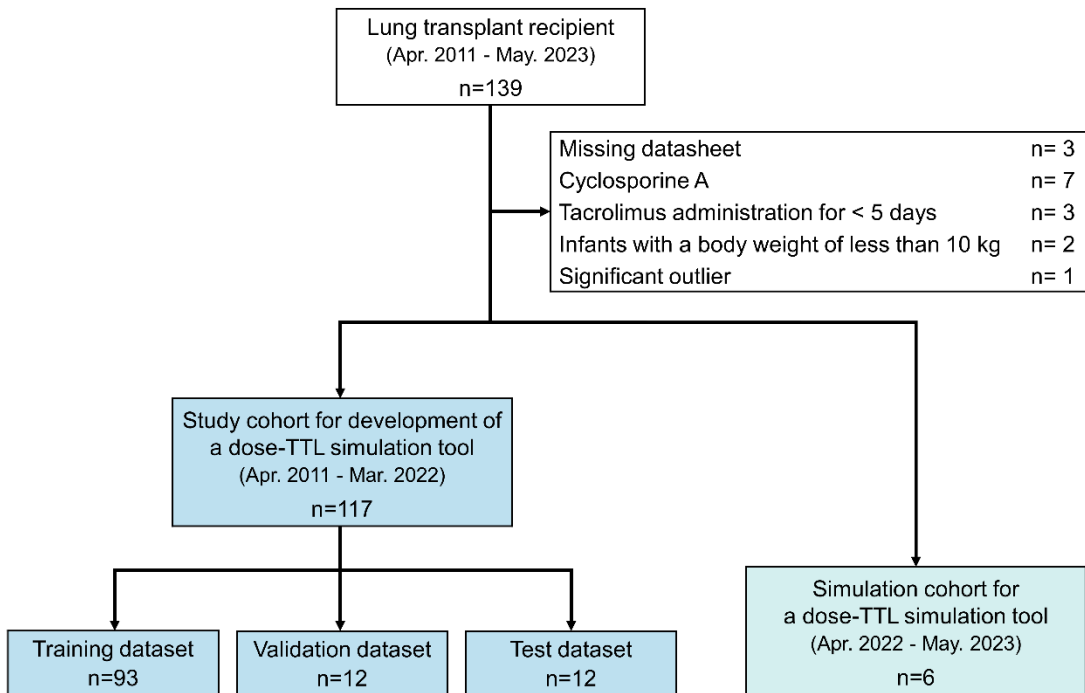 Lung transplant recipient
(Apr. 2011 - May. 2023)
n=139
Missing datasheet n= 3
Cyclosporine A n= 7
Tacrolimus administration for < 5 days n= 3
Infants with a body weight of less than 10 kg n= 2
Significant outlier n= 1
Study cohort for development of
a dose-TTL simulation tool
(Apr. 2011 - Mar. 2022)
n=117
Training dataset
n=93
Validation dataset
n=12
Test dataset
n=12
Simulation cohort for
a dose-TTL simulation tool
(Apr. 2022 - May. 2023)
n=6